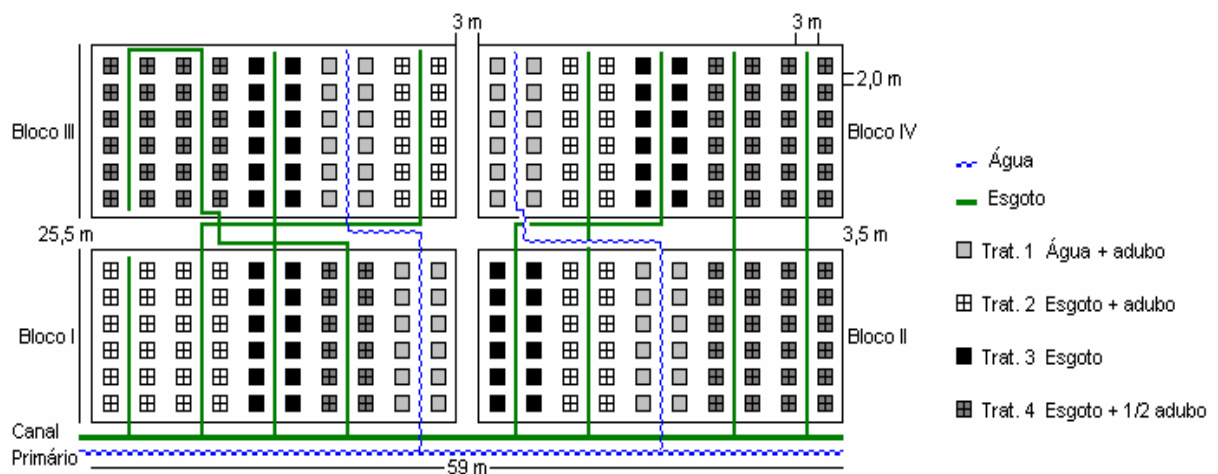 3 m
3 m
2,0 m
Bloco III
Bloco IV
Água
Esgoto
25,5 m
3,5 m
Trat. 1 Água + adubo
Trat. 2 Esgoto + adubo
Bloco I
Bloco II
Trat. 3 Esgoto
Trat. 4 Esgoto + 1/2 adubo
Canal
Primário
59 m